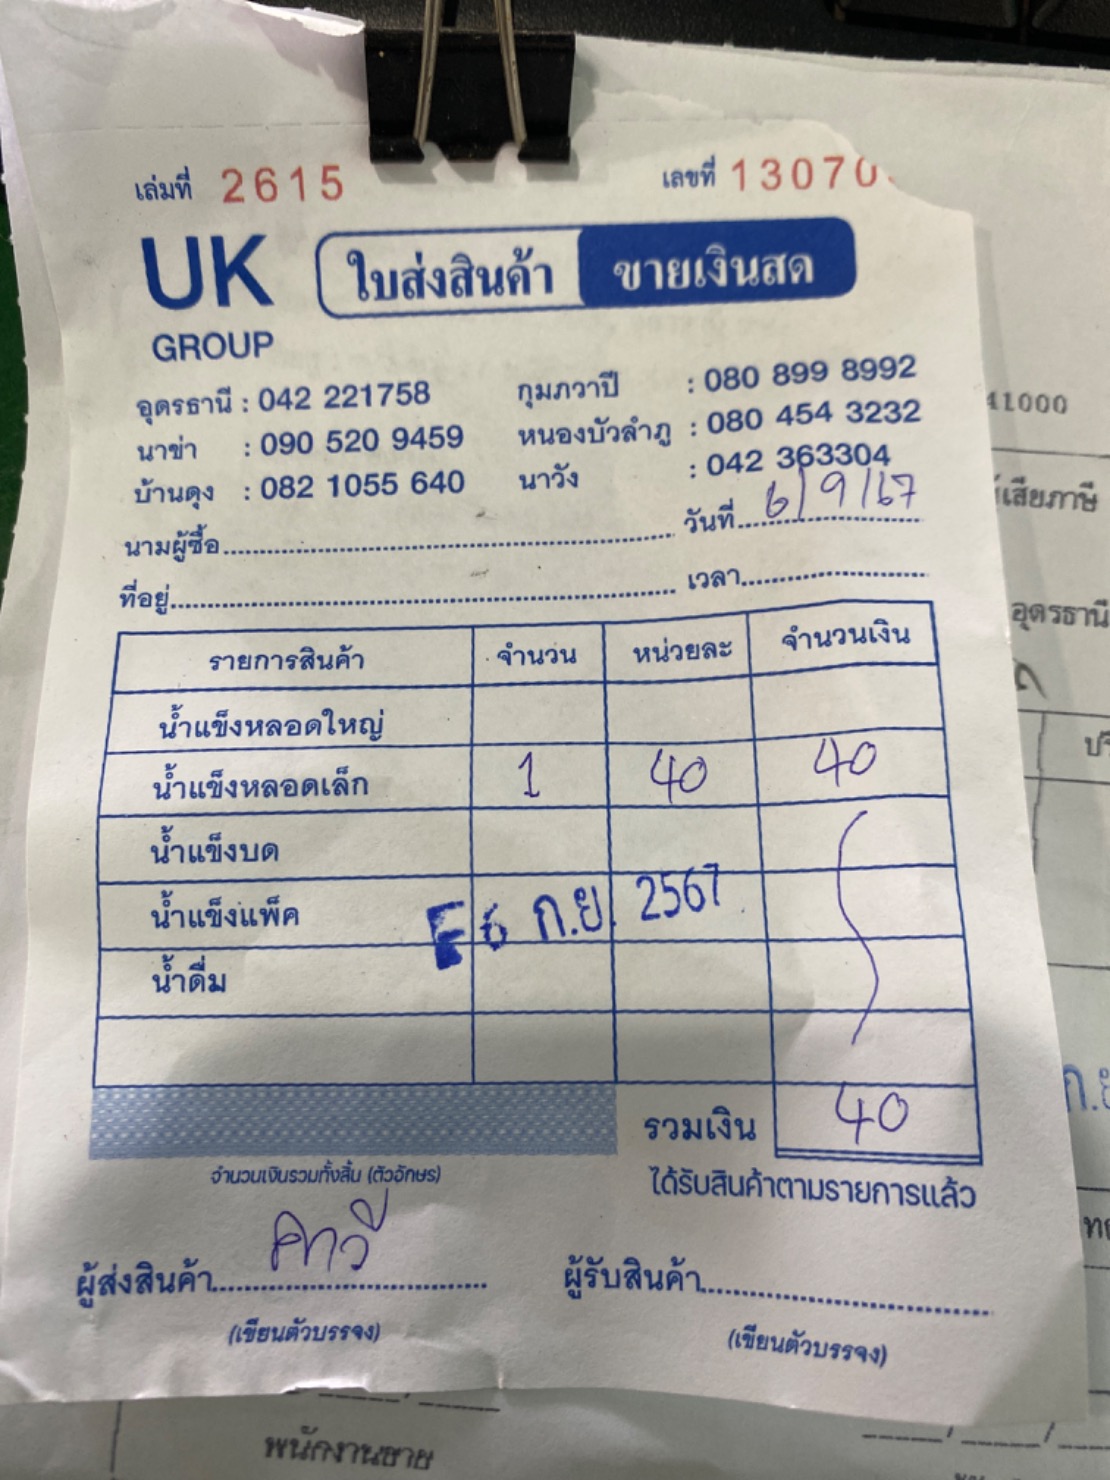 เล่มที่ 2615 เลขที่ 13070
UK ใบส่งสินค้า ขายเงินสด
GROUP
อุดรธานี : 042 221758 กุมภวาปี : 080 899 8992
นาข่า : 090 520 9459 หนองบัวลำภู : 080 454 3232
บ้านดุง : 082 1055 640 นาวัง : 042 363304
นามผู้ซื้อ วันที่ 6/9/67
ที่อยู่ เวลา
รายการสินค้า จำนวน หน่วยละ จำนวนเงิน
น้ำแข็งหลอดใหญ่
น้ำแข็งหลอดเล็ก 1 40 40
น้ำแข็งบด
น้ำแข็งแพ็ค 6 ก.ย. 2567
น้ำดื่ม
รวมเงิน 40
จำนวนเงินรวมทั้งสิ้น (ตัวอักษร) ได้รับสินค้าตามรายการแล้ว
ผู้ส่งสินค้า คาวี ผู้รับสินค้า
(เขียนตัวบรรจง) (เขียนตัวบรรจง)
41000
เสียภาษี
อุดรธานี
พนักงานขาย